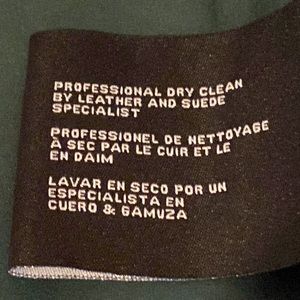 PROFESSIONAL DRY CLEAN
BY LEATHER AND SUEDE
SPECIALIST
PROFESSIONEL DE NETTOYAGE
À SEC PAR LE CUIR ET LE
EN DAIM
LAVAR EN SECO POR UN
ESPECIALISTA EN
CUERO & GAMUZA